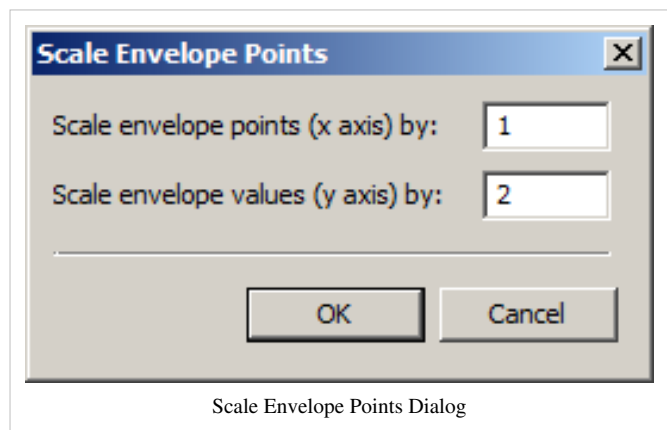 Scale Envelope Points
Scale envelope points (x axis) by: 1
Scale envelope values (y axis) by: 2
OK Cancel
Scale Envelope Points Dialog